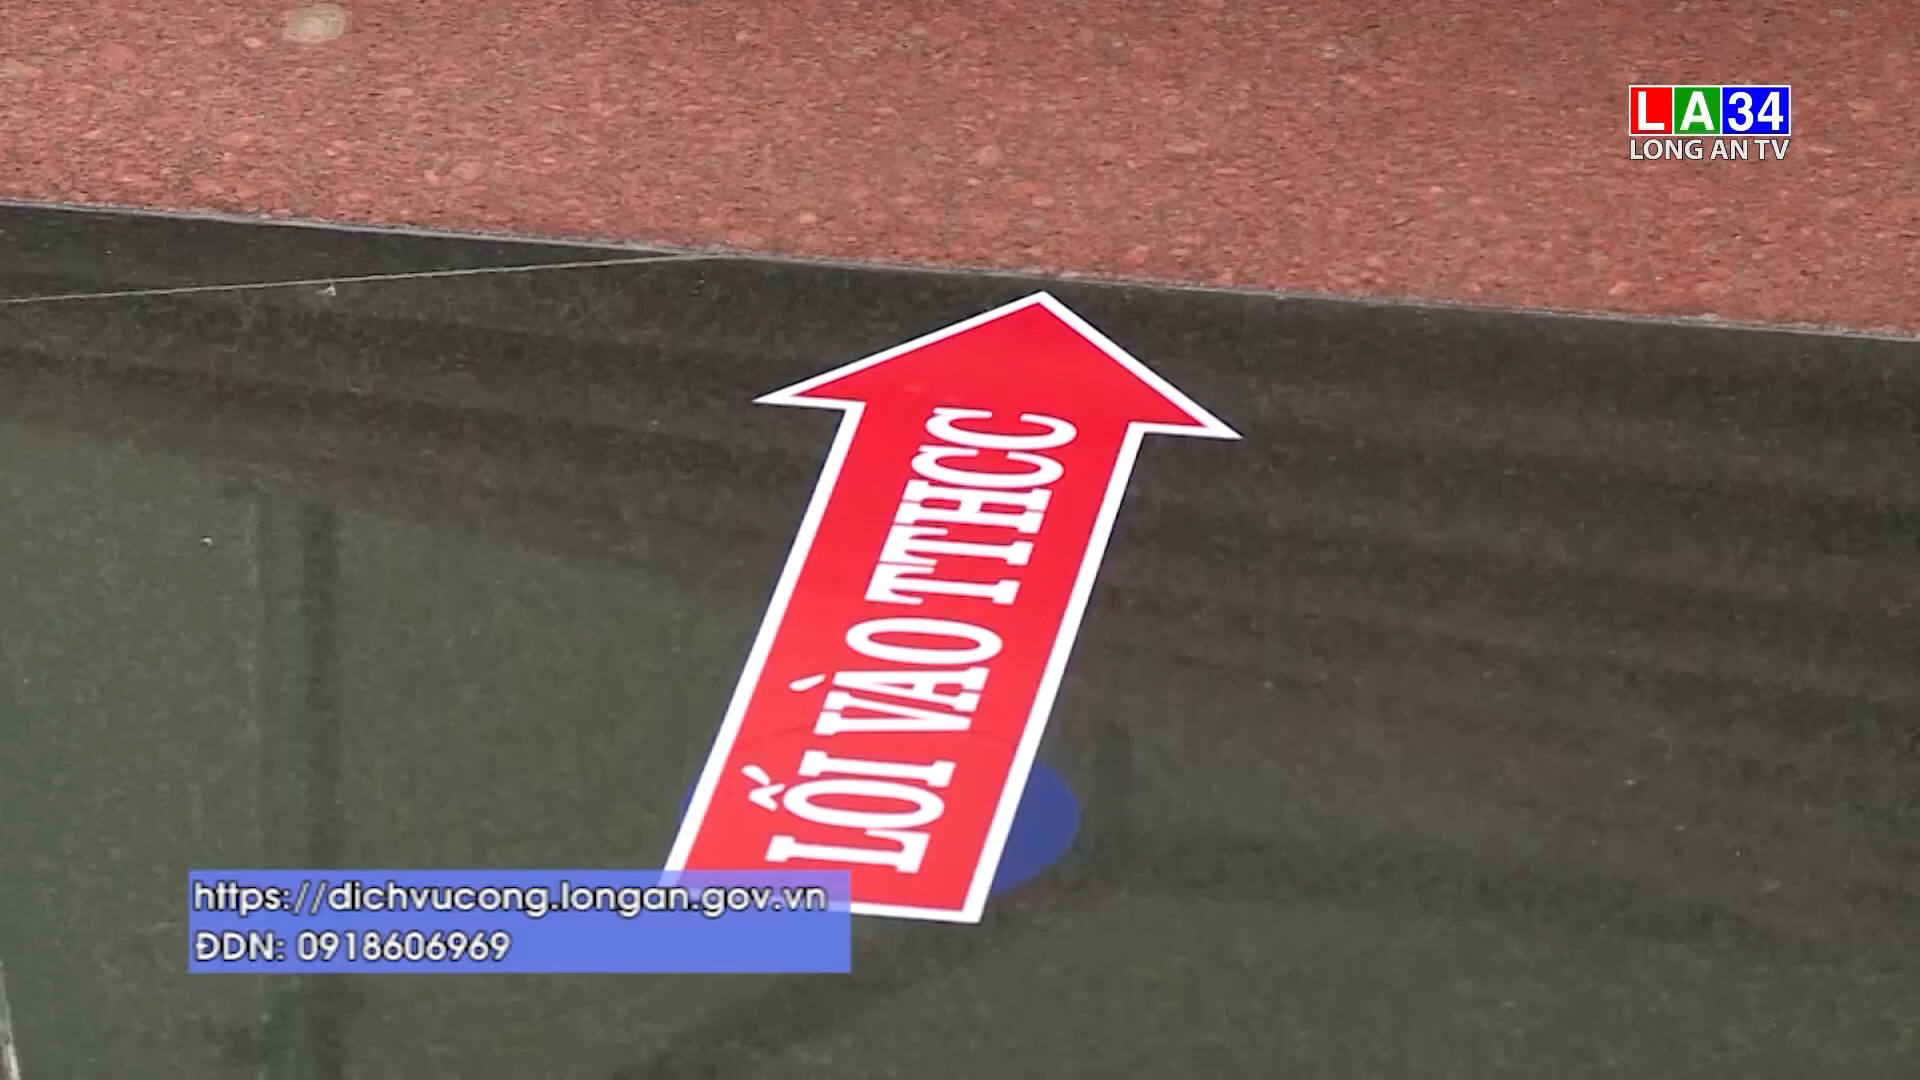 LA34
LONG AN TV
LỐI VÀO TTHCC
https://dichvucong.longan.gov.vn
ĐDN: 0918606969